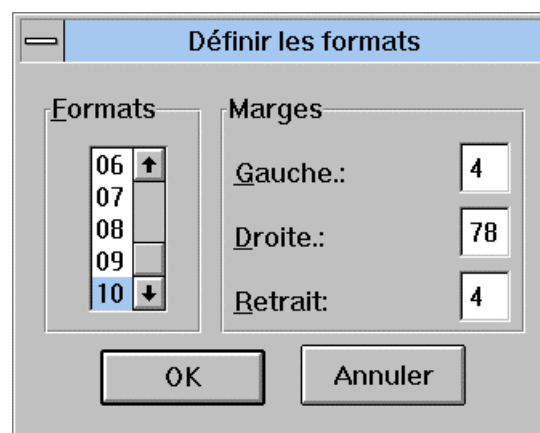 Définir les formats
Formats
06
07
08
09
10
Marges
Gauche.: 4
Droite.: 78
Retrait: 4
OK
Annuler